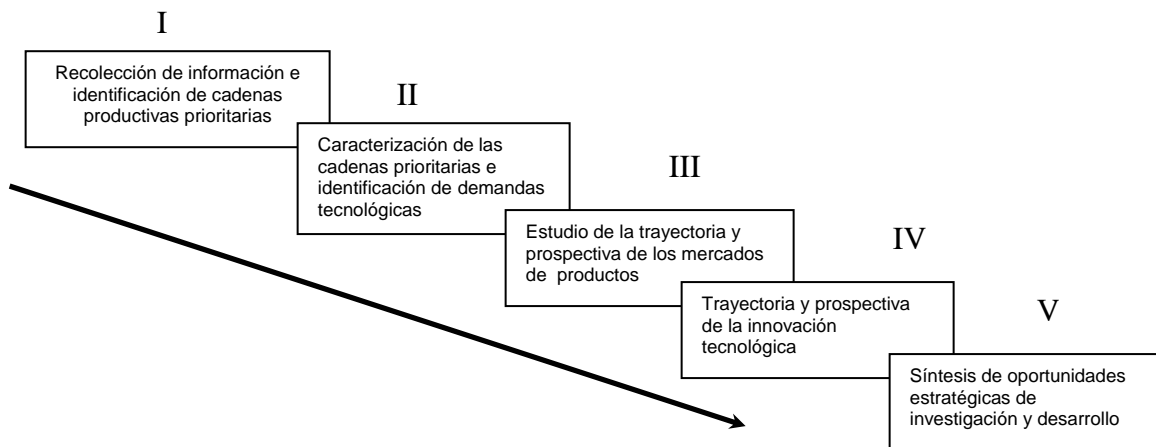 I
Recolección de información e
identificación de cadenas
productivas prioritarias
II
Caracterización de las
cadenas prioritarias e
identificación de demandas
tecnológicas
III
Estudio de la trayectoria y
prospectiva de los mercados
de productos
IV
Trayectoria y prospectiva
de la innovación
tecnológica
V
Síntesis de oportunidades
estratégicas de
investigación y desarrollo